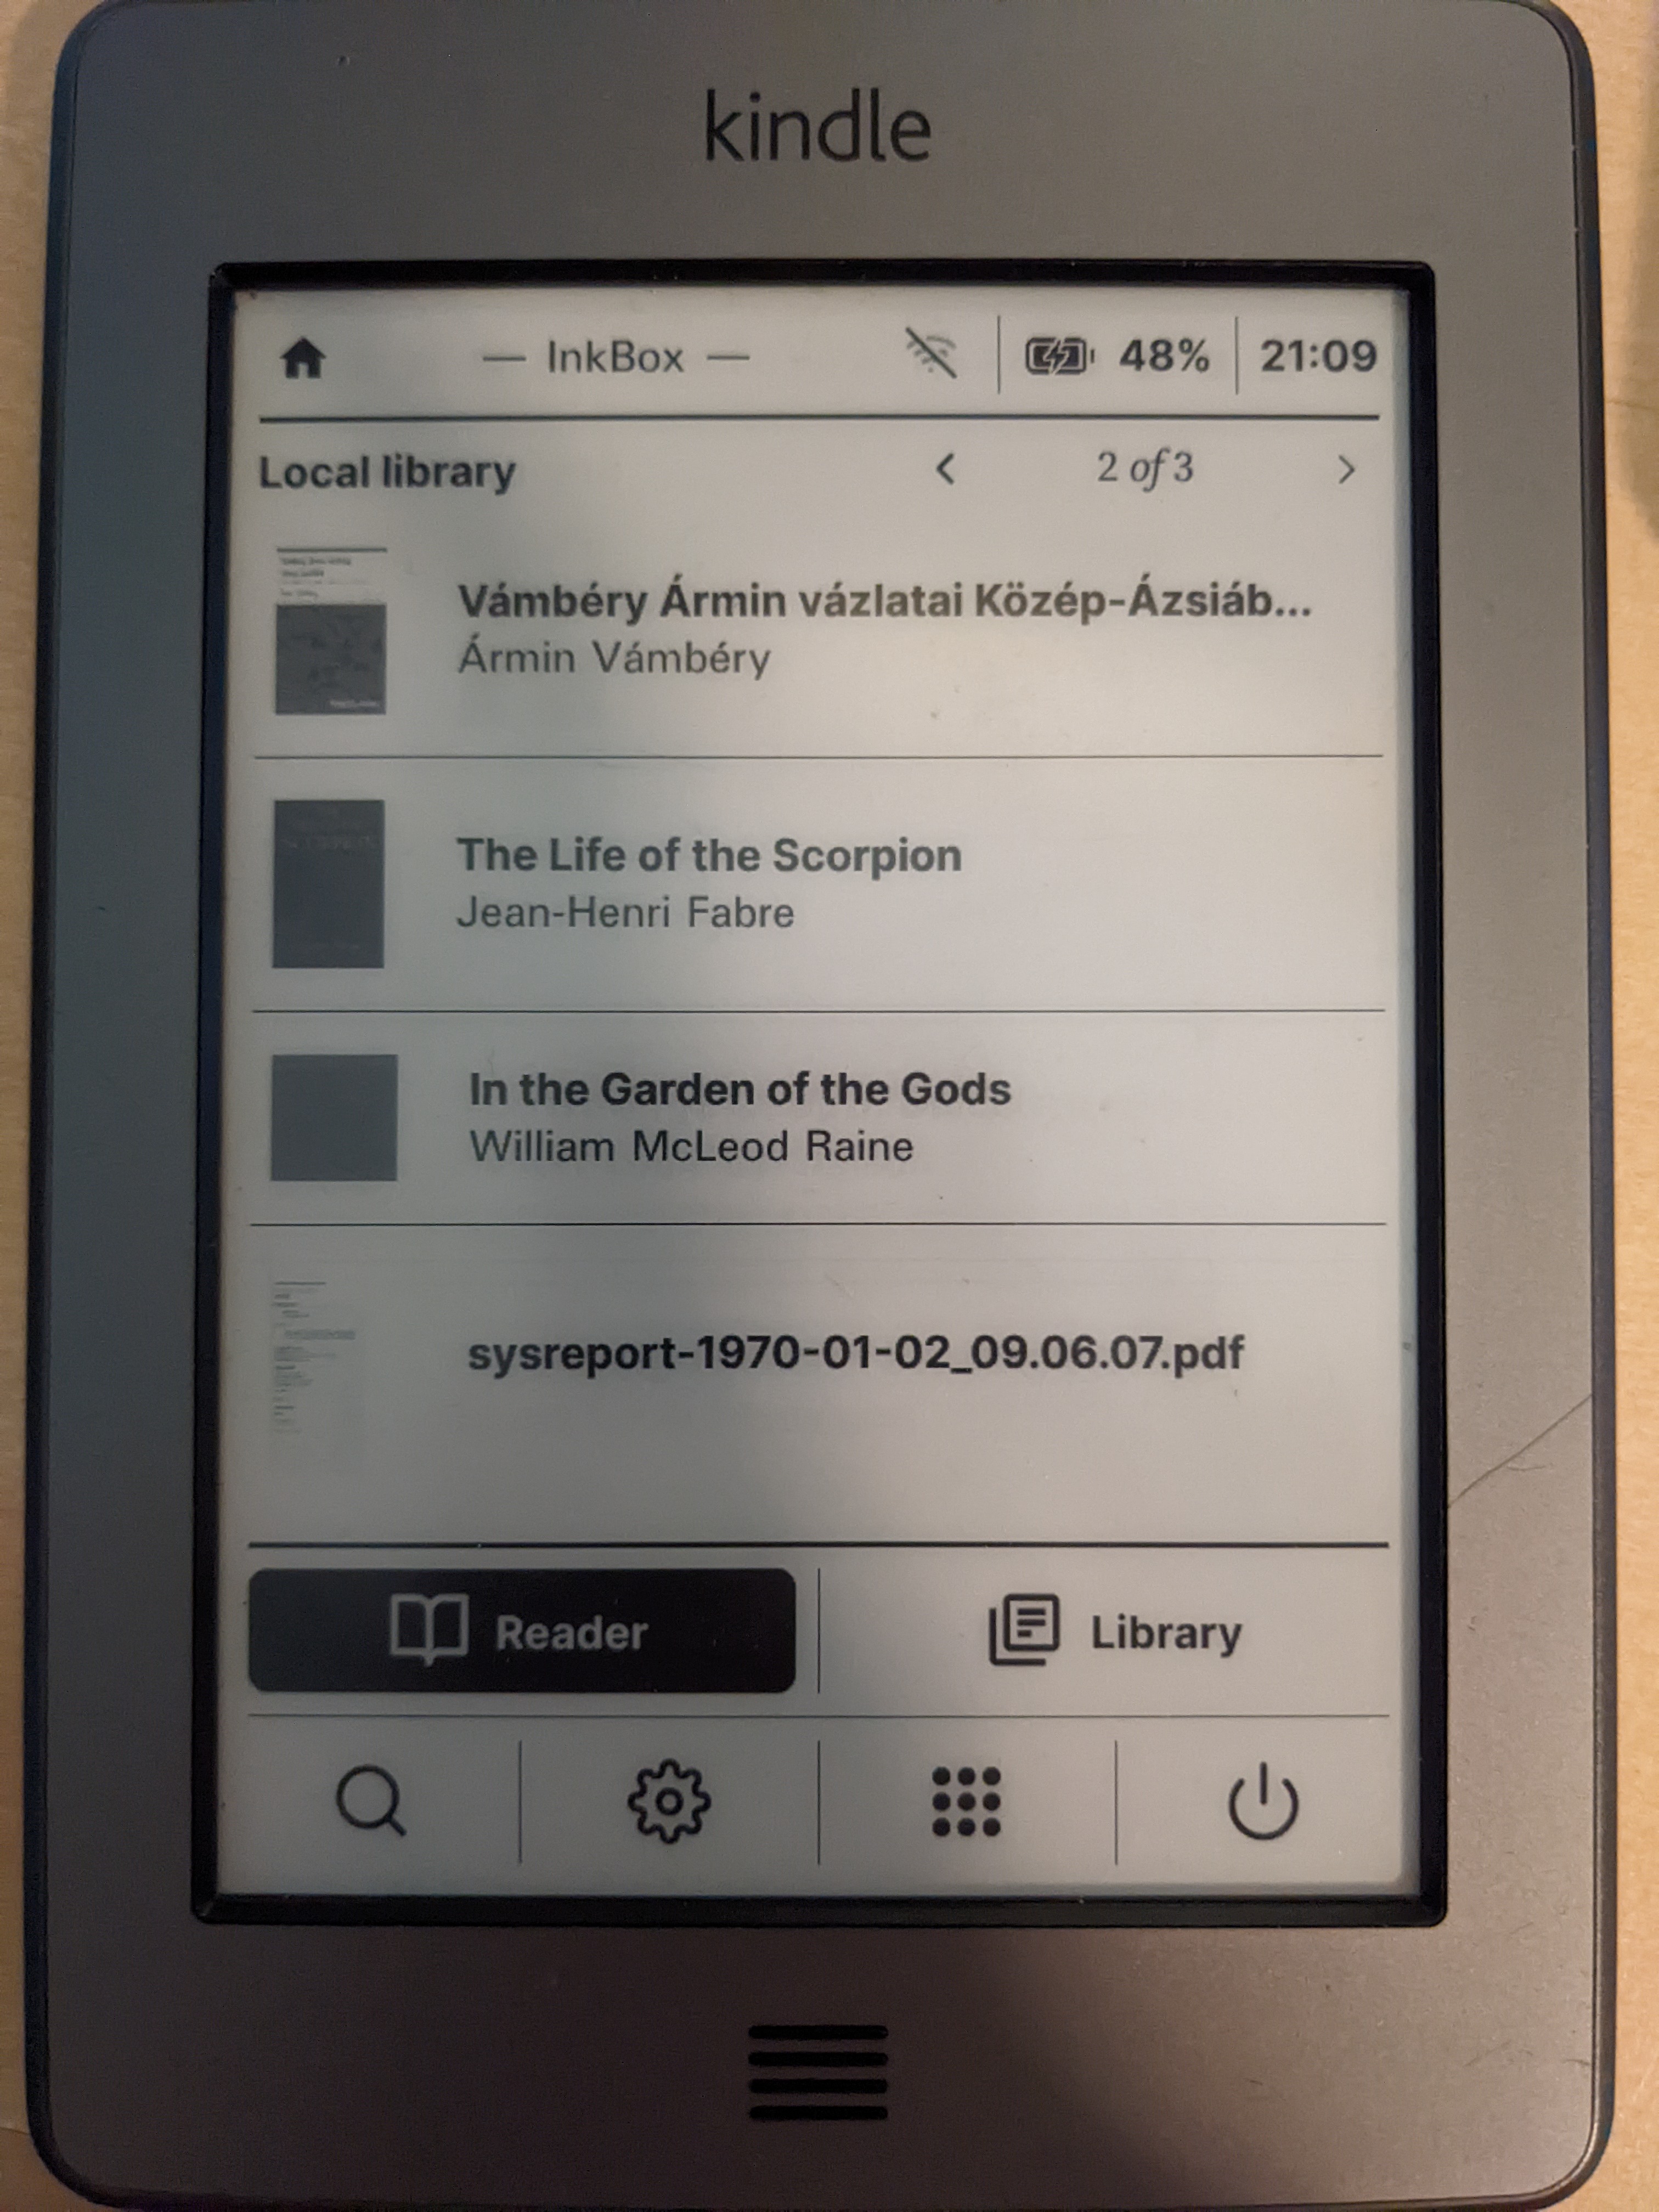 kindle
— InkBox — 48% 21:09
Local library < 2 of 3 >
Vámbéry Ármin vázlatai Közép-Ázsiáb...
Ármin Vámbéry
The Life of the Scorpion
Jean-Henri Fabre
In the Garden of the Gods
William McLeod Raine
sysreport-1970-01-02_09.06.07.pdf
Reader Library